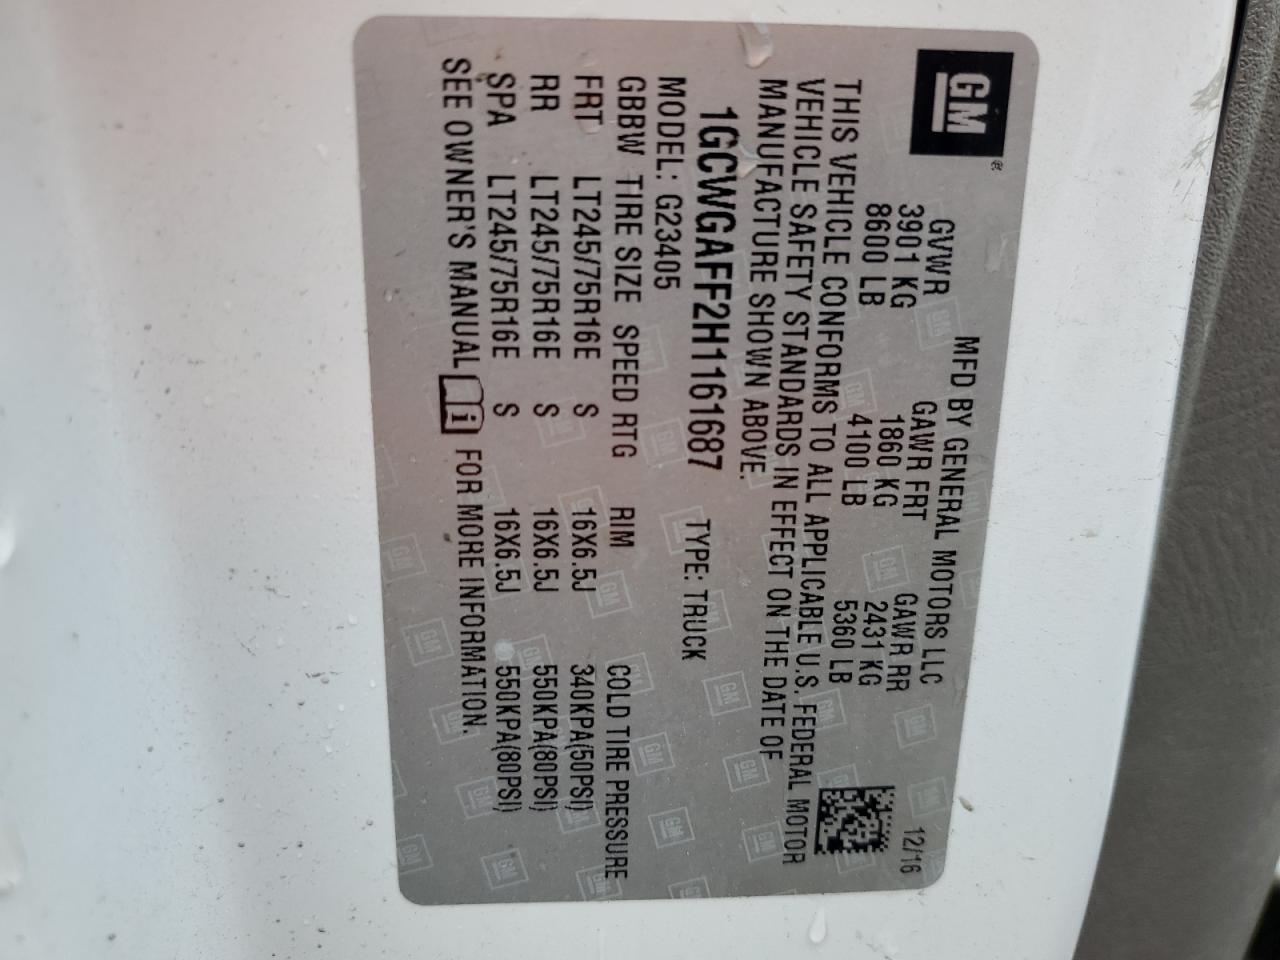 GM®
MFD BY GENERAL MOTORS LLC
12/16
GVWR GAWR FRT GAWR RR
3901 KG 1860 KG 2431 KG
8600 LB 4100 LB 5360 LB
THIS VEHICLE CONFORMS TO ALL APPLICABLE U.S. FEDERAL MOTOR
VEHICLE SAFETY STANDARDS IN EFFECT ON THE DATE OF
MANUFACTURE SHOWN ABOVE.
1GCWGAFF2H1161687 TYPE: TRUCK
MODEL: G23405
GBBW TIRE SIZE SPEED RTG RIM COLD TIRE PRESSURE
FRT LT245/75R16E S 16X6.5J 340KPA(50PSI)
RR LT245/75R16E S 16X6.5J 550KPA(80PSI)
SPA LT245/75R16E S 16X6.5J 550KPA(80PSI)
SEE OWNER'S MANUAL i FOR MORE INFORMATION.